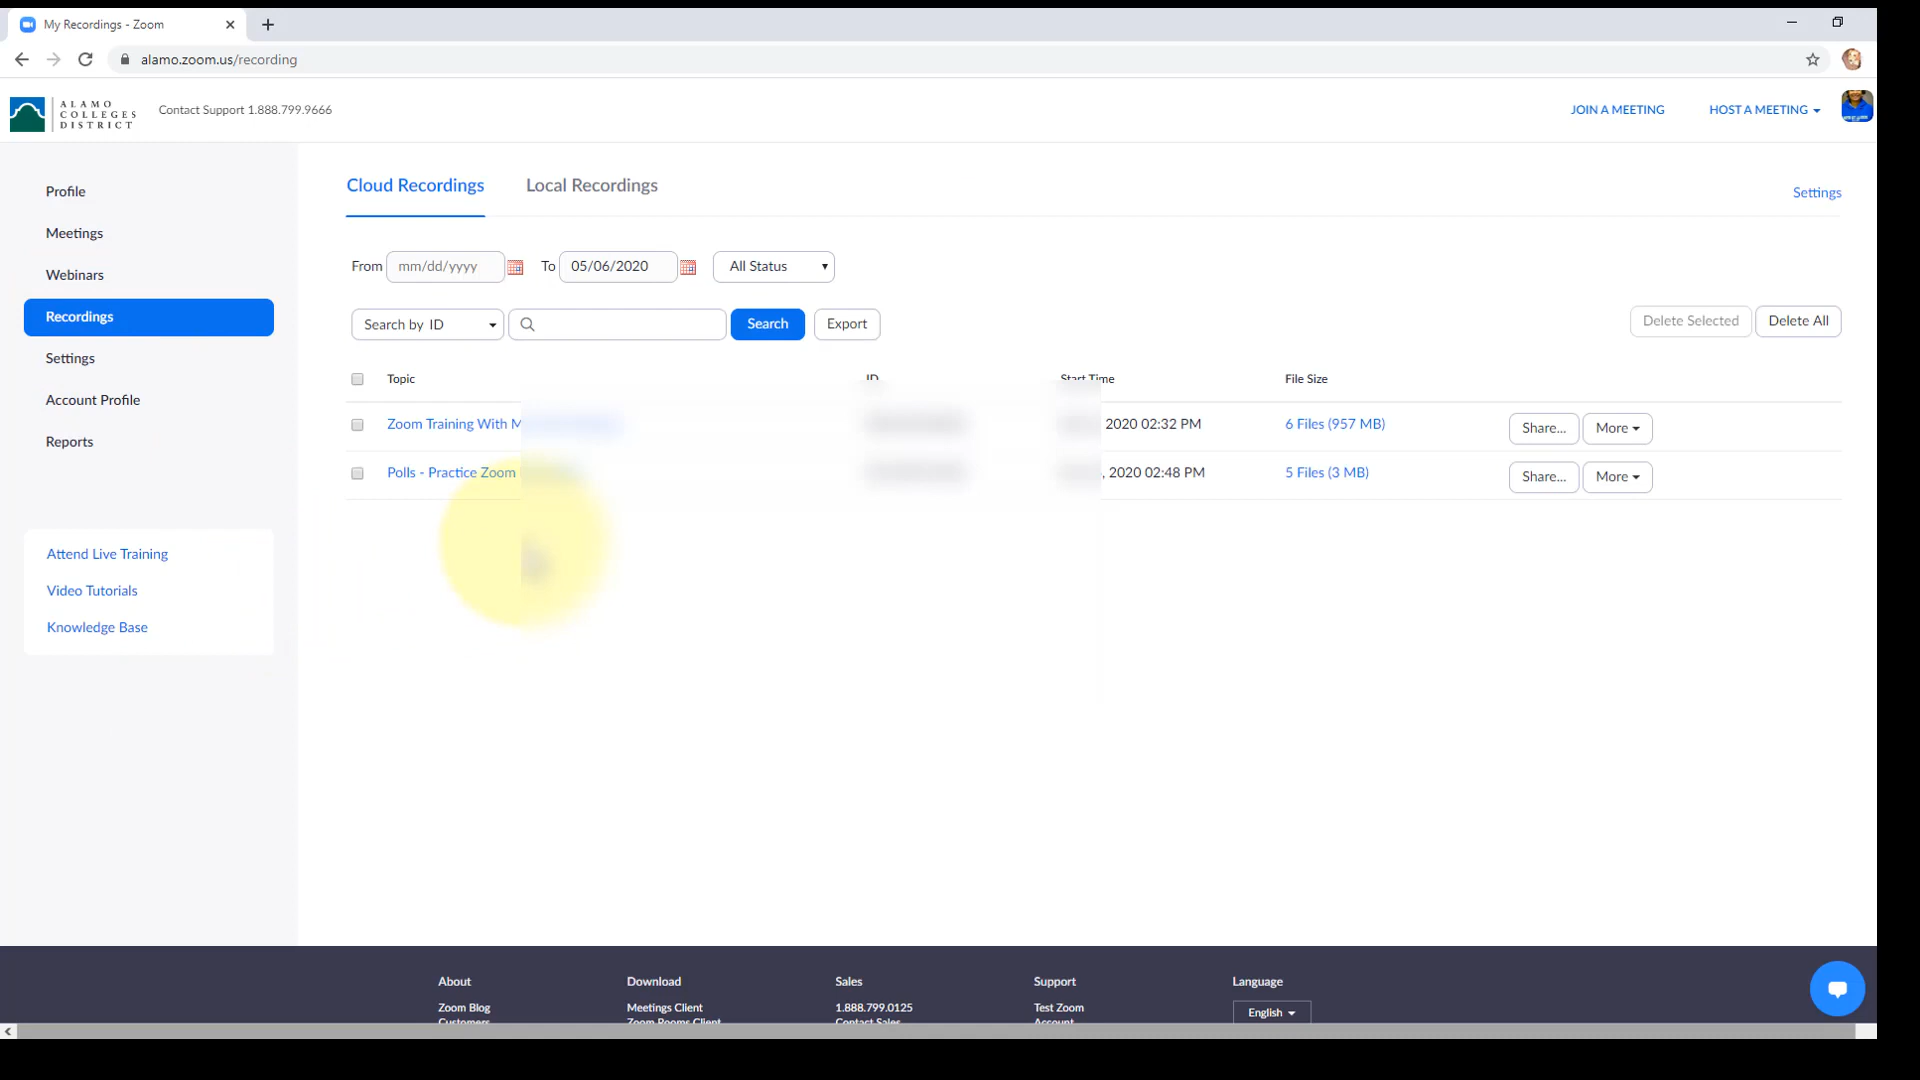 My Recordings - Zoom
alamo.zoom.us/recording
ALAMO
COLLEGES
DISTRICT
Contact Support 1.888.799.9666
JOIN A MEETING
HOST A MEETING
Profile
Meetings
Webinars
Recordings
Settings
Account Profile
Reports
Attend Live Training
Video Tutorials
Knowledge Base
Cloud Recordings Local Recordings
Settings
From mm/dd/yyyy To 05/06/2020 All Status
Search by ID Search Export
Delete Selected Delete All
Topic ID Start Time File Size
Zoom Training With 2020 02:32 PM 6 Files (957 MB) Share... More
Polls - Practice Zoom , 2020 02:48 PM 5 Files (3 MB) Share... More
About Download Sales Support Language
Zoom Blog Meetings Client 1.888.799.0125 Test Zoom English
Customers Zoom Rooms Client Contact Sales Account